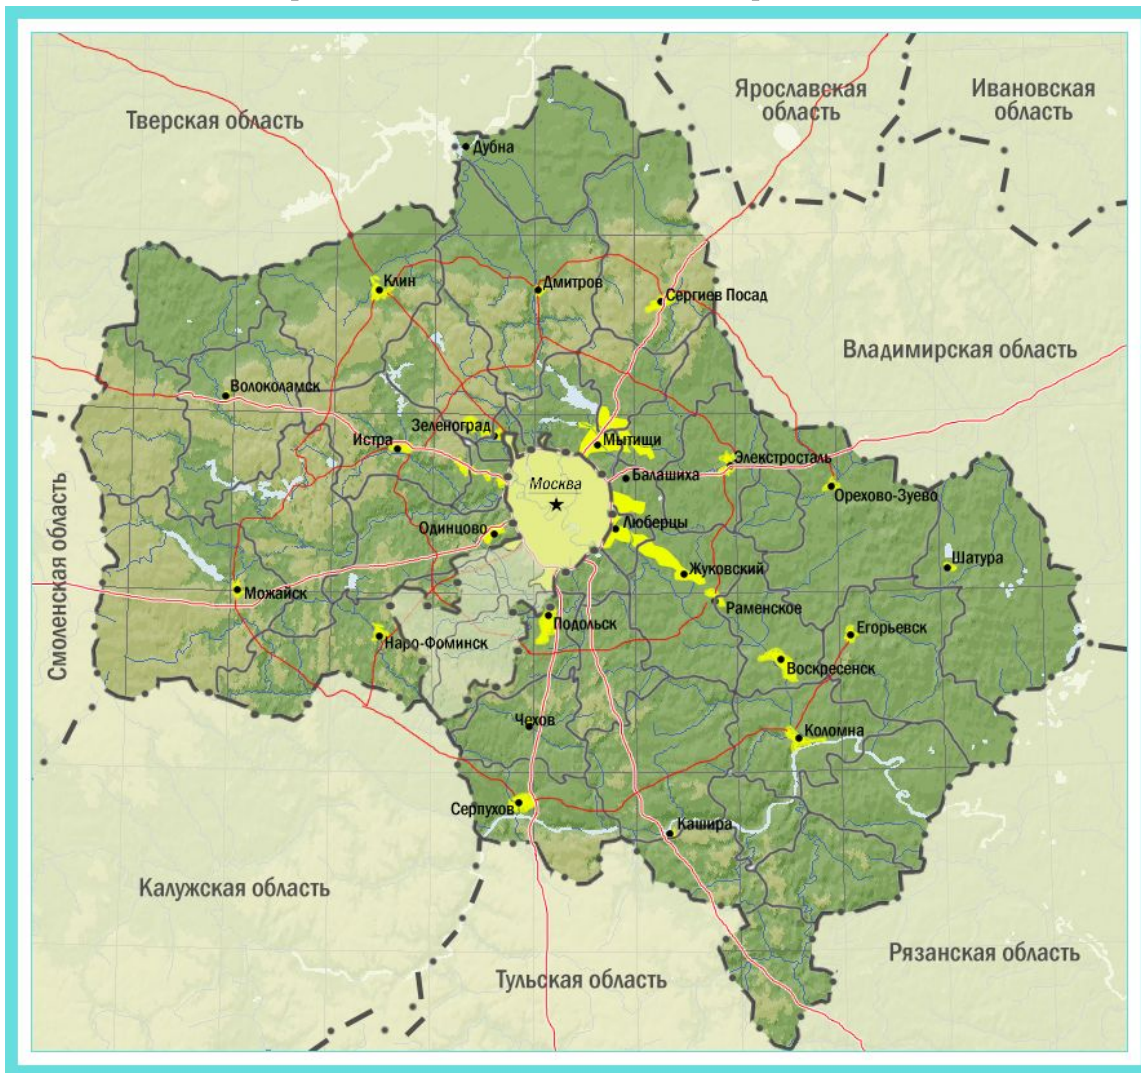 Ярославская
область
Ивановская
область
Тверская область
Дубна
Клин
Дмитров
Сергиев Посад
Владимирская область
Волоколамск
Зеленоград
Истра
Мытищи
Элекстросталь
Балашиха
Москва
Орехово-Зуево
Одинцово
Люберцы
Шатура
Смоленская область
Жуковский
Можайск
Раменское
Подольск
Наро-Фоминск
Егорьевск
Воскресенск
Чехов
Коломна
Серпухов
Кашира
Калужская область
Рязанская область
Тульская область